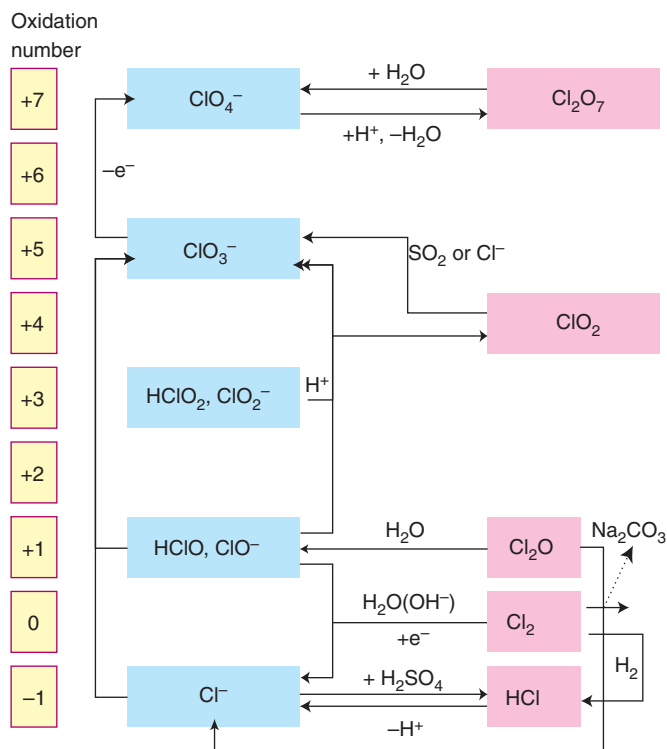 Oxidation
number
+7
ClO₄⁻
+ H₂O
+H⁺, –H₂O
Cl₂O₇
+6
–e⁻
+5
ClO₃⁻
SO₂ or Cl⁻
+4
ClO₂
+3
HClO₂, ClO₂⁻
H⁺
+2
+1
HClO, ClO⁻
H₂O
Cl₂O
Na₂CO₃
0
H₂O(OH⁻)
+e⁻
Cl₂
H₂
–1
Cl⁻
+ H₂SO₄
–H⁺
HCl